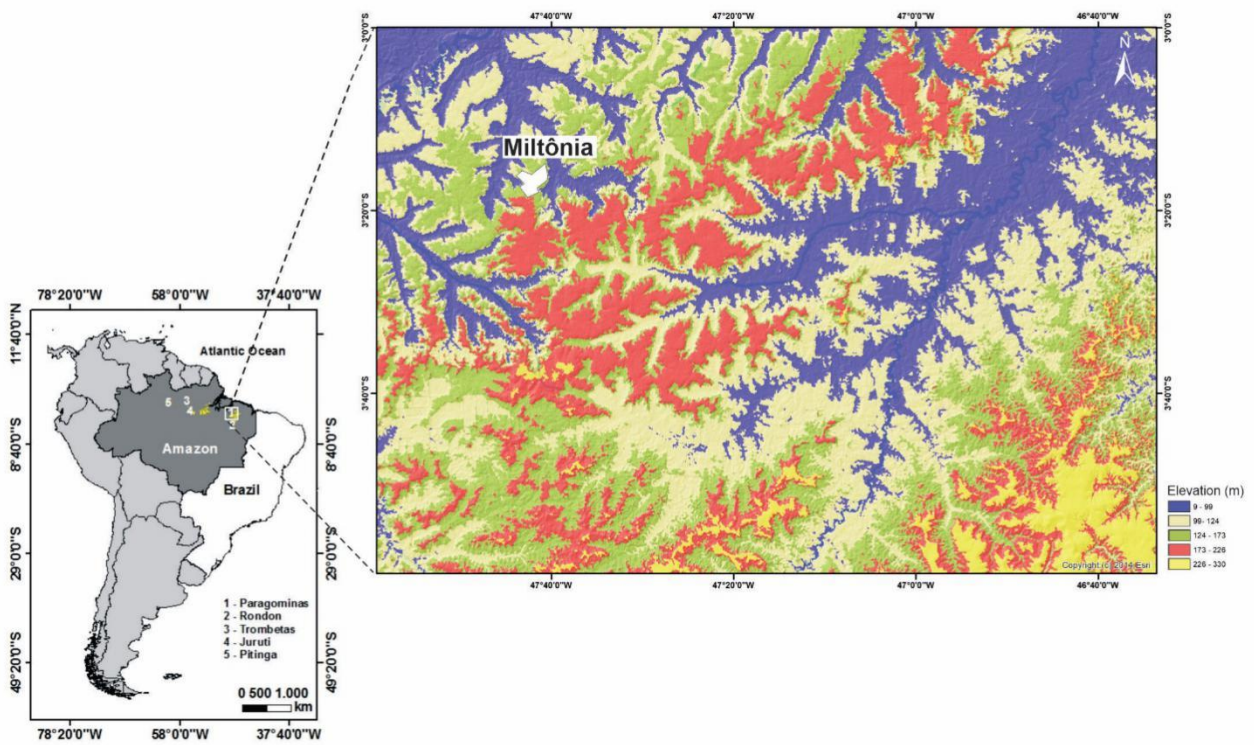 47°40'0"W 47°20'0"W 47°0'0"W 46°40'0"W
3°0'0"S 3°0'0"S
N
Miltônia
3°20'0"S 3°20'0"S
3°40'0"S 3°40'0"S
Copyright (c) 2014 Esri
47°40'0"W 47°20'0"W 47°0'0"W 46°40'0"W
Elevation (m)
9 - 99
99- 124
124 - 173
173 - 226
226 - 330
78°20'0"W 58°0'0"W 37°40'0"W
11°40'0"N 11°40'0"N
Atlantic Ocean
5 3
4 1
Amazon
8°40'0"S 8°40'0"S
Brazil
29°0'0"S 29°0'0"S
1 - Paragominas
2 - Rondon
3 - Trombetas
4 - Juruti
5 - Pitinga
49°20'0"S 49°20'0"S
0 500 1.000
km
78°20'0"W 58°0'0"W 37°40'0"W